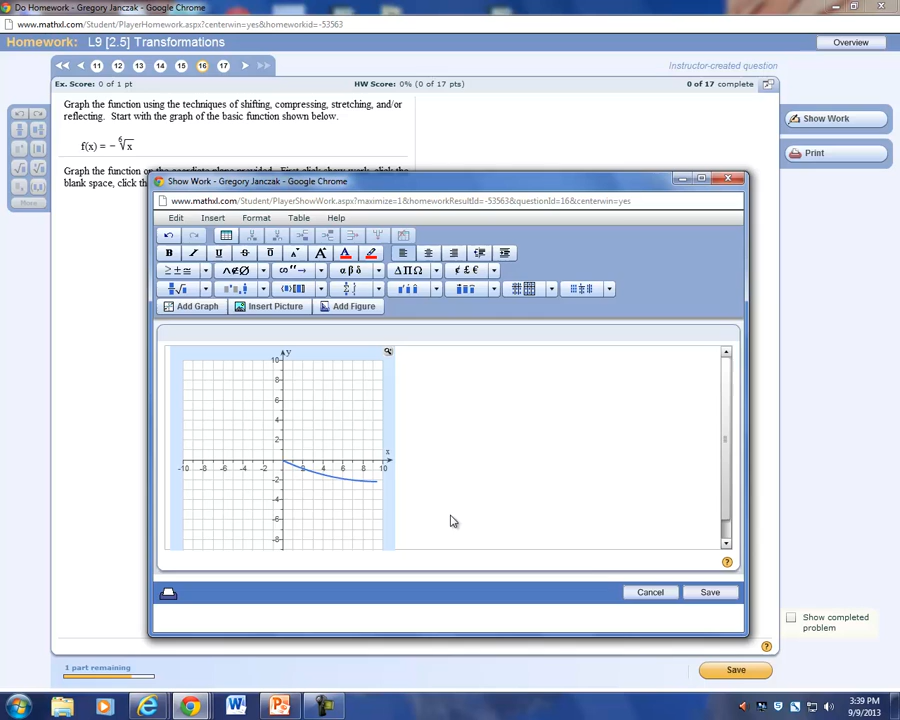 Do Homework - Gregory Janczak - Google Chrome
www.mathxl.com/Student/PlayerHomework.aspx?centerwin=yes&homeworkid=-53563
Homework: L9 [2.5] Transformations
Overview
11 12 13 14 15 16 17
Instructor-created question
Ex. Score: 0 of 1 pt
HW Score: 0% (0 of 17 pts)
0 of 17 complete
Graph the function using the techniques of shifting, compressing, stretching, and/or
reflecting. Start with the graph of the basic function shown below.
f(x) = − ⁶√x
Show Work
Print
More
blank space, click th
Show Work - Gregory Janczak - Google Chrome
www.mathxl.com/Student/PlayerShowWork.aspx?maximize=1&homeworkResultId=-53563&questionId=16&centerwin=yes
Edit Insert Format Table Help
B I U S O A A A
≥ ± ≅ ∧∉Ø ∞ ″ → α β δ Δ Π Ω ¢ £ €
Add Graph Insert Picture Add Figure
y
10
8
6
4
2
x
-10 -8 -6 -4 -2 2 4 6 8 10
-2
-4
-6
-8
?
Cancel Save
Show completed
problem
?
1 part remaining
Save
3:39 PM
9/9/2013